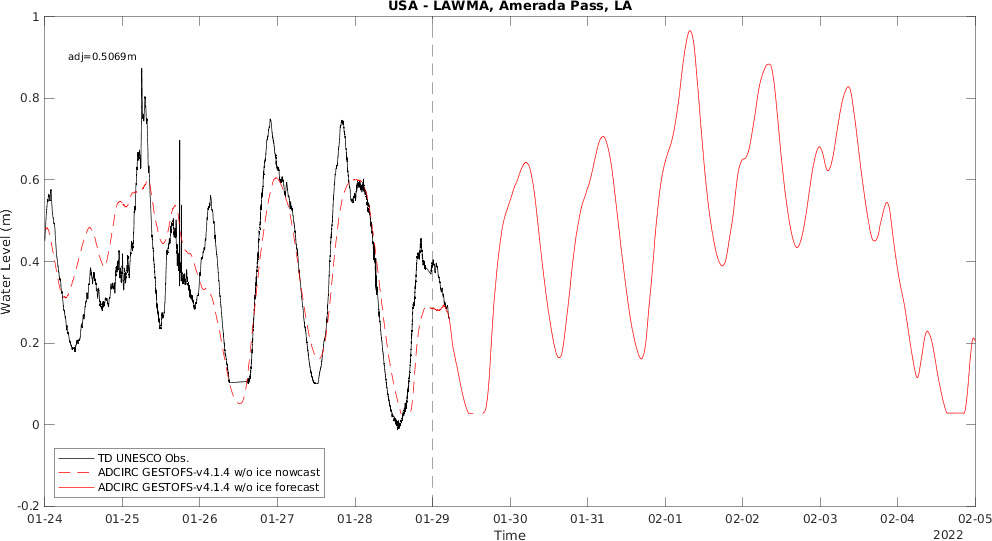 USA - LAWMA, Amerada Pass, LA
adj=0.5069m
Water Level (m)
1
0.8
0.6
0.4
0.2
0
-0.2
TD UNESCO Obs.
ADCIRC GESTOFS-v4.1.4 w/o ice nowcast
ADCIRC GESTOFS-v4.1.4 w/o ice forecast
01-24 01-25 01-26 01-27 01-28 01-29 01-30 01-31 02-01 02-02 02-03 02-04 02-05
Time
2022